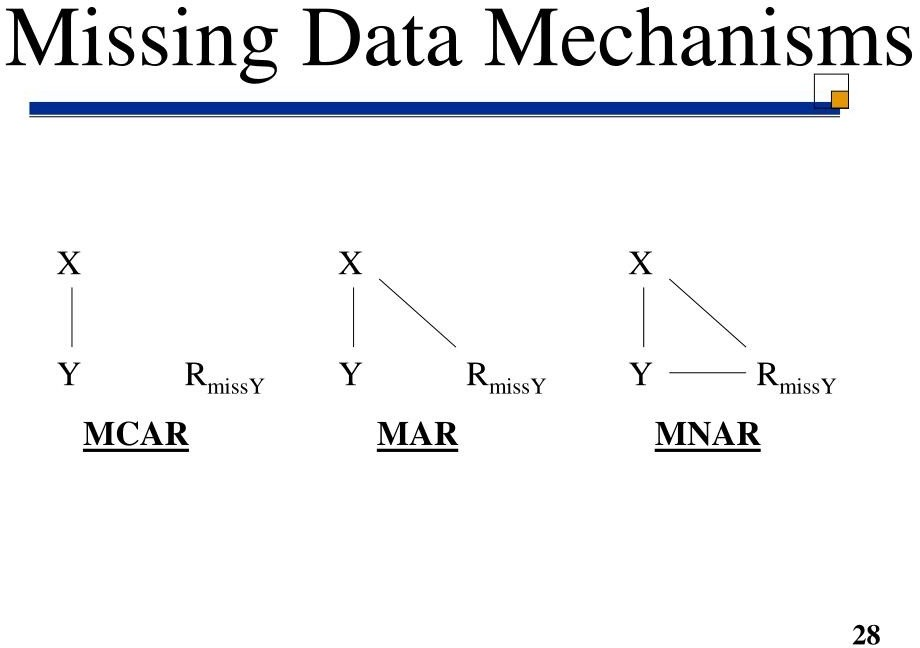 Missing Data Mechanisms
X X X
Y RmissY Y RmissY Y RmissY
MCAR MAR MNAR
28